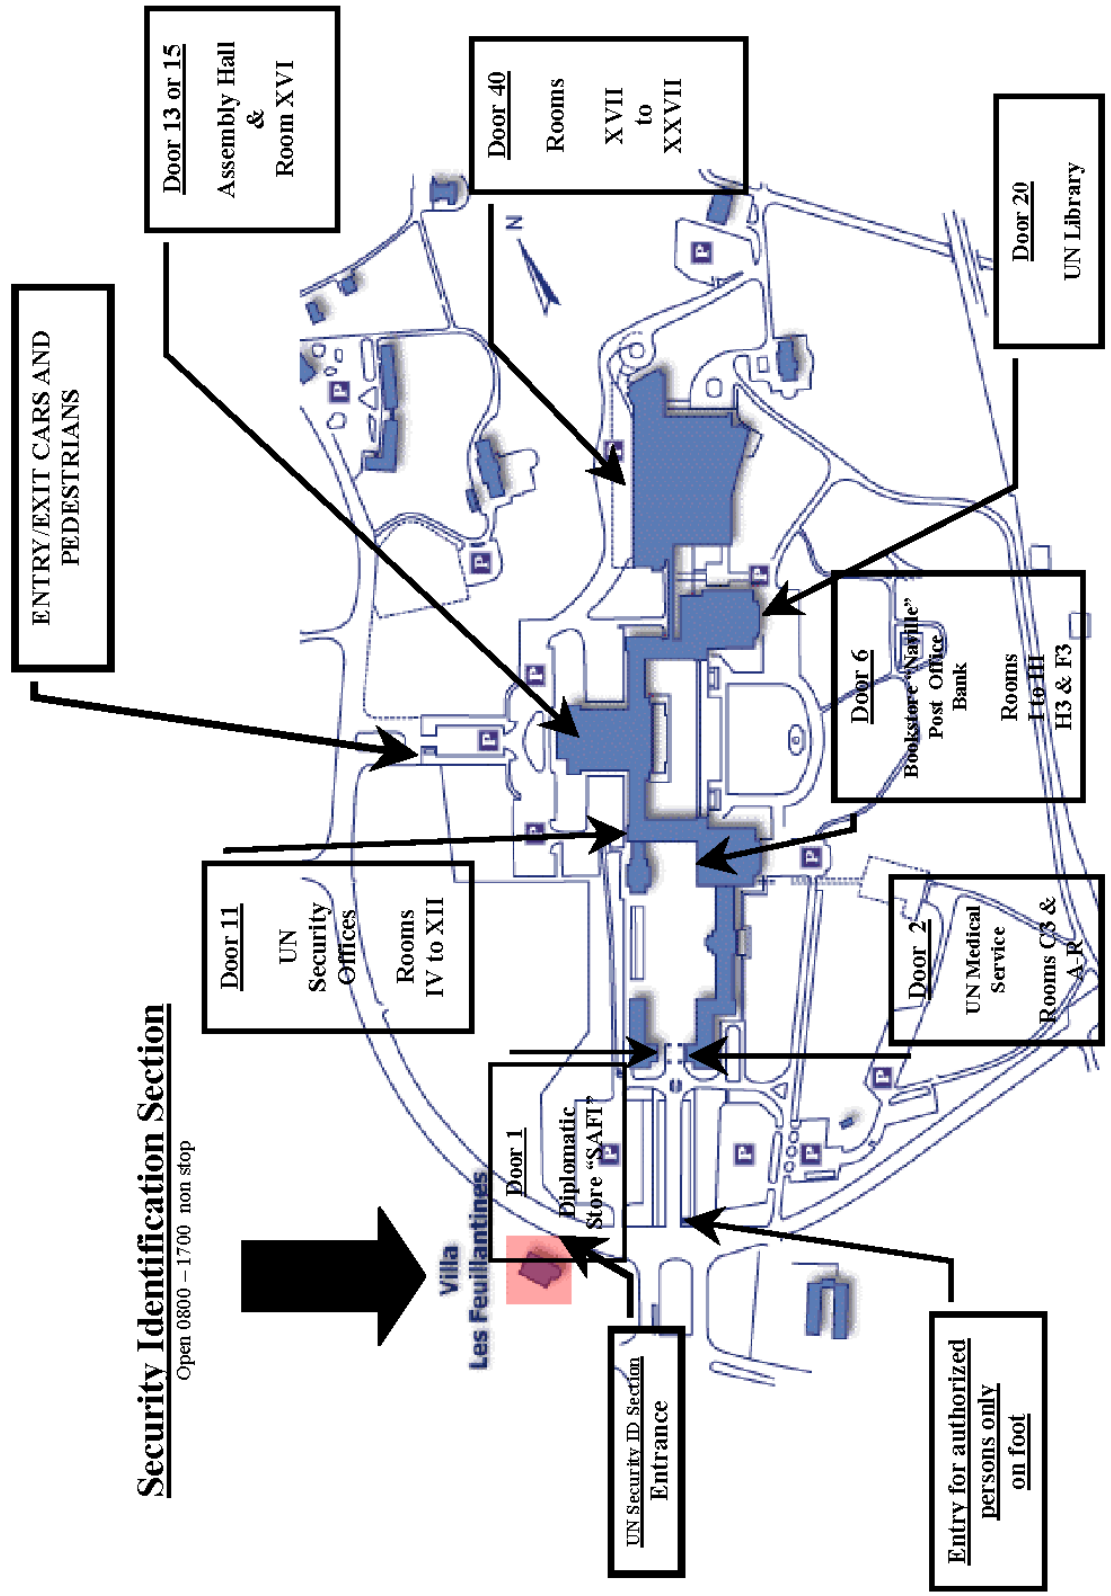 Security Identification Section
Open 0800 – 1700 non stop
ENTRY/EXIT CARS AND
PEDESTRIANS
Door 13 or 15
Assembly Hall
&
Room XVI
Door 11
UN
Security
Offices
Rooms
IV to XII
Villa
Les Feuillantines
Door 40
Rooms
XVII
to
XXVII
N
Door 1
Diplomatic
Store “SAFI”
UN Security ID Section
Entrance
P
P
P
P
P
P
P
P
P
P
P
P
P
Door 6
Bookstore “Naville”
Post Office
Bank
Rooms
I to III
H3 & F3
Door 2
UN Medical
Service
Rooms C3 &
A-R
Door 20
UN Library
Entry for authorized
persons only
on foot